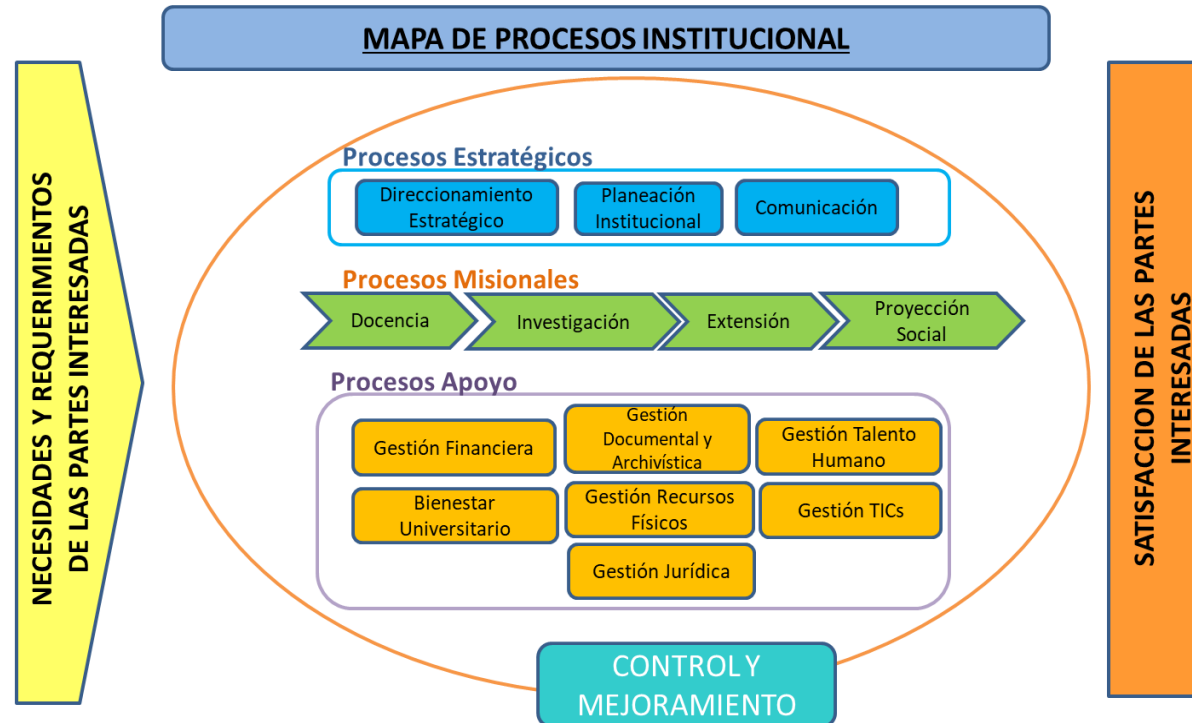 MAPA DE PROCESOS INSTITUCIONAL
NECESIDADES Y REQUERIMIENTOS
DE LAS PARTES INTERESADAS
Procesos Estratégicos
Direccionamiento
Estratégico
Planeación
Institucional
Comunicación
Procesos Misionales
Docencia
Investigación
Extensión
Proyección
Social
Procesos Apoyo
Gestión Financiera
Gestión
Documental y
Archivística
Gestión Talento
Humano
Bienestar
Universitario
Gestión Recursos
Físicos
Gestión TICs
Gestión Jurídica
CONTROL Y
MEJORAMIENTO
SATISFACCION DE LAS PARTES
INTERESADAS